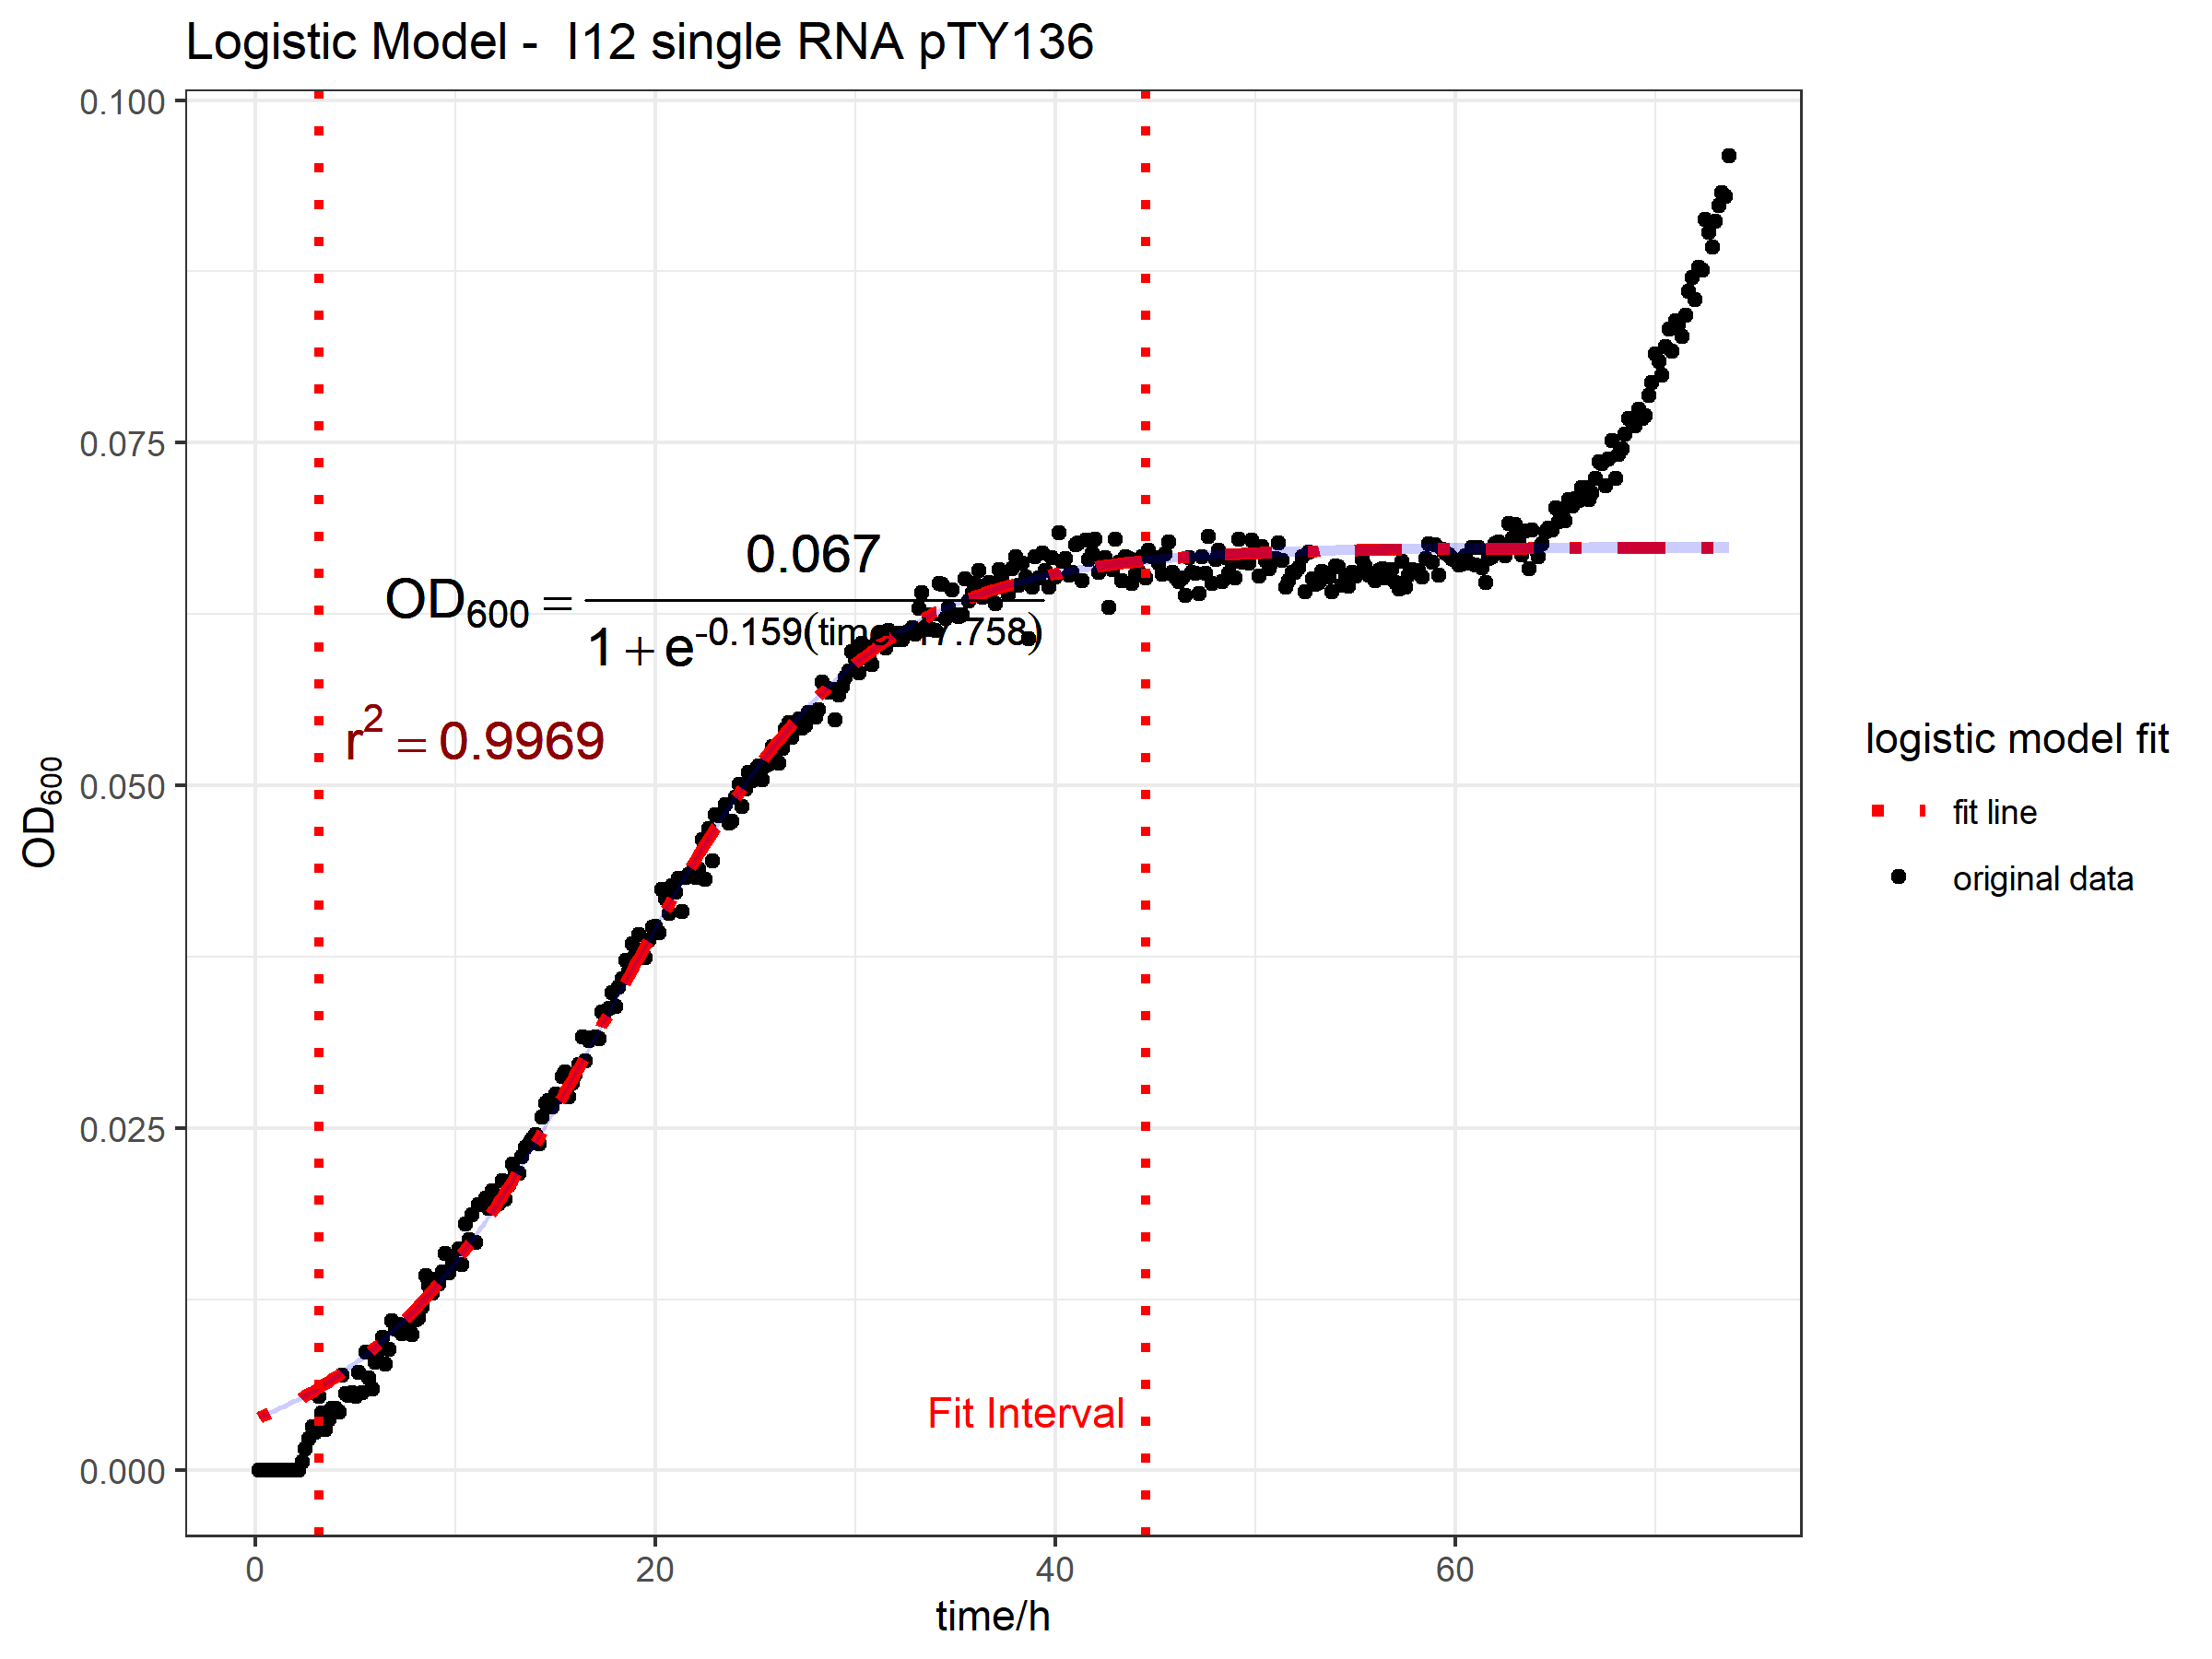 Logistic Model -  I12 single RNA pTY136
0.100
0.075
0.050
0.025
0.000
OD600
0.067
OD600 =
1 + e-0.159(tim 7.758)
r2 = 0.9969
Fit Interval
0 20 40 60
time/h
logistic model fit
fit line
original data